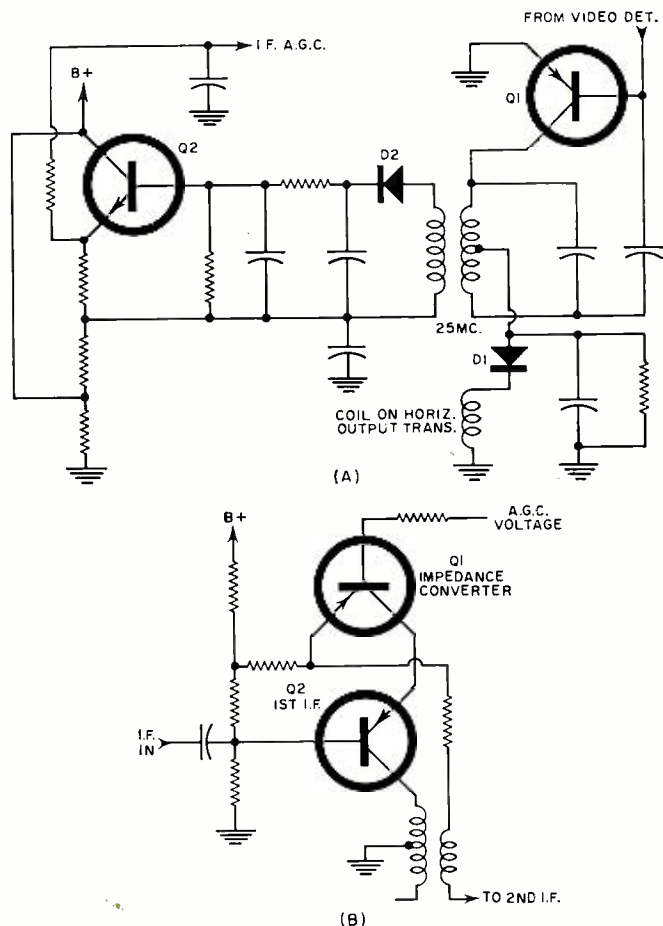 FROM VIDEO DET.
I.F. A.G.C.
B+
Q1
Q2
D2
25MC.
D1
COIL ON HORIZ.
OUTPUT TRANS.
(A)
B+
A.G.C.
VOLTAGE
Q1
IMPEDANCE
CONVERTER
Q2
1ST I.F.
I.F.
IN
TO 2ND I.F.
(B)